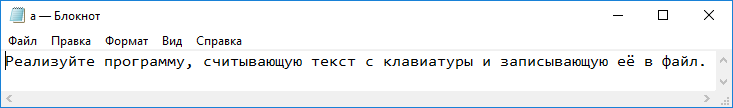 a — Блокнот
Файл Правка Формат Вид Справка
Реализуйте программу, считывающую текст с клавиатуры и записывающую её в файл.